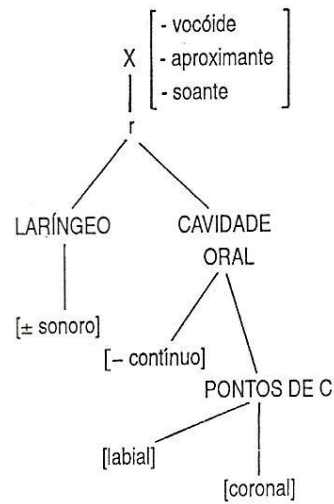 - vocóide
X - aproximante
- soante
r
LARÍNGEO CAVIDADE
ORAL
[± sonoro]
[– contínuo]
PONTOS DE C
[labial]
[coronal]